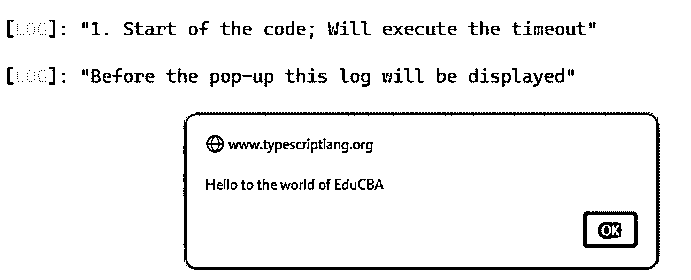 [LOG]: "1. Start of the code; Will execute the timeout"
[LOG]: "Before the pop-up this log will be displayed"
www.typescriptlang.org
Hello to the world of EduCBA
OK